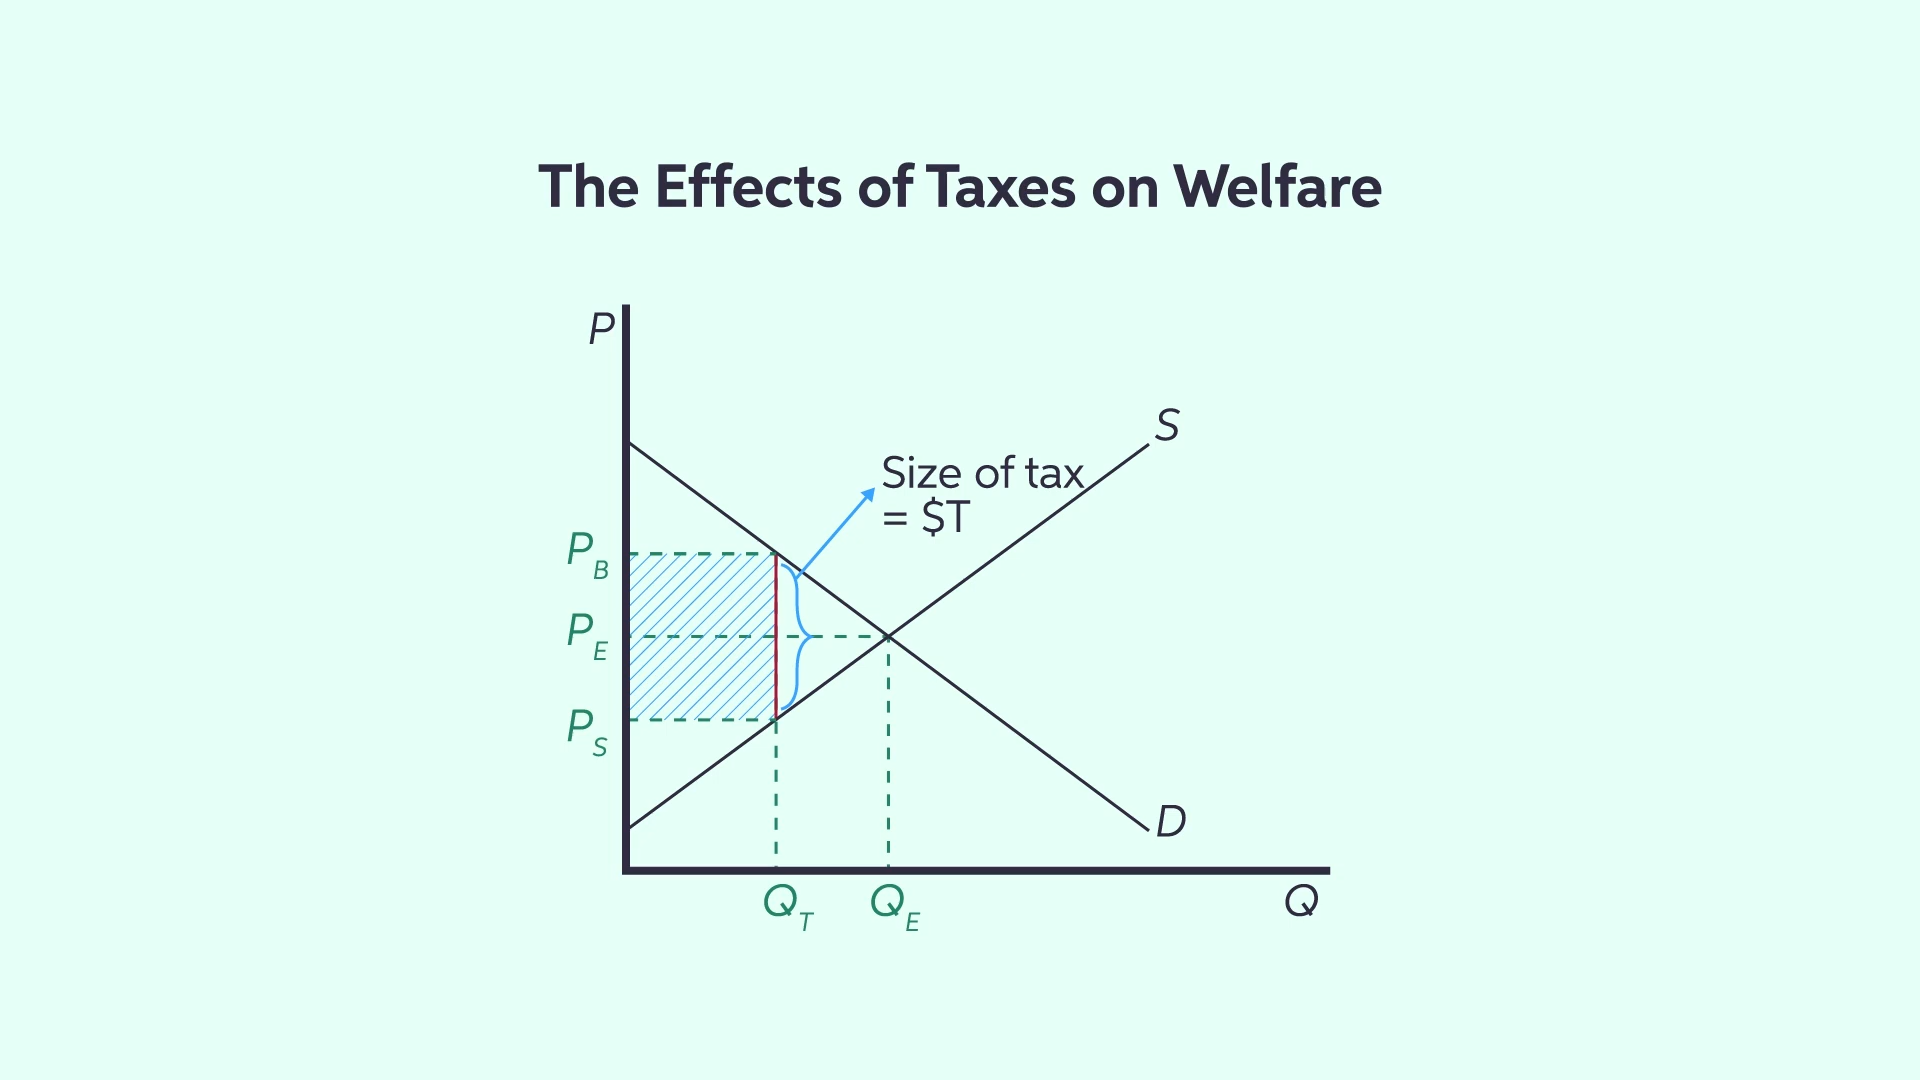 The Effects of Taxes on Welfare
P
S
Size of tax
= $T
P_B
P_E
P_S
D
Q_T
Q_E
Q